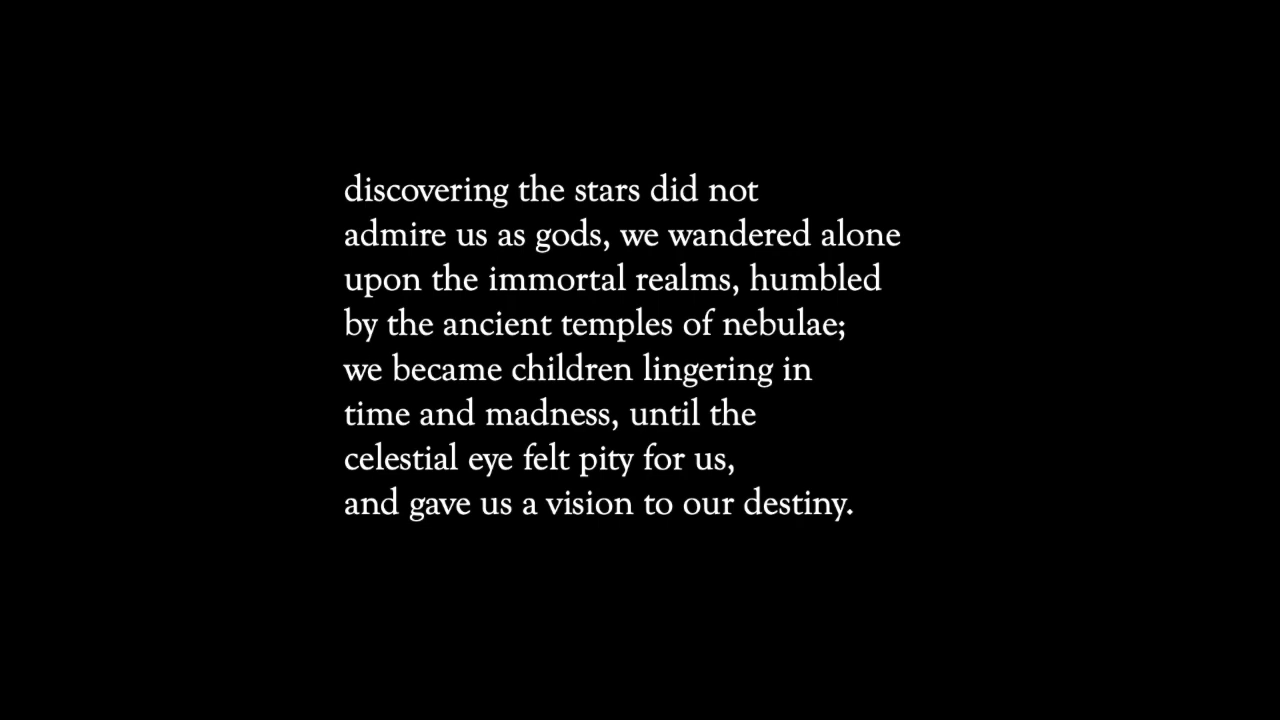 discovering the stars did not
admire us as gods, we wandered alone
upon the immortal realms, humbled
by the ancient temples of nebulae;
we became children lingering in
time and madness, until the
celestial eye felt pity for us,
and gave us a vision to our destiny.